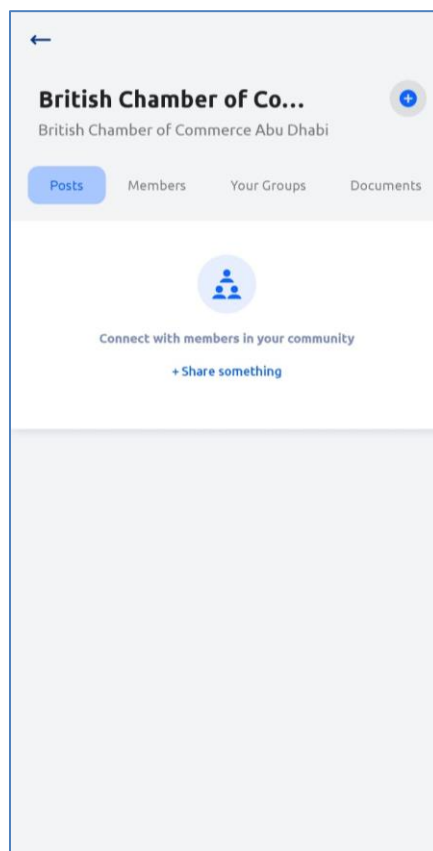 British Chamber of Co...
British Chamber of Commerce Abu Dhabi
Posts Members Your Groups Documents
Connect with members in your community
+ Share something